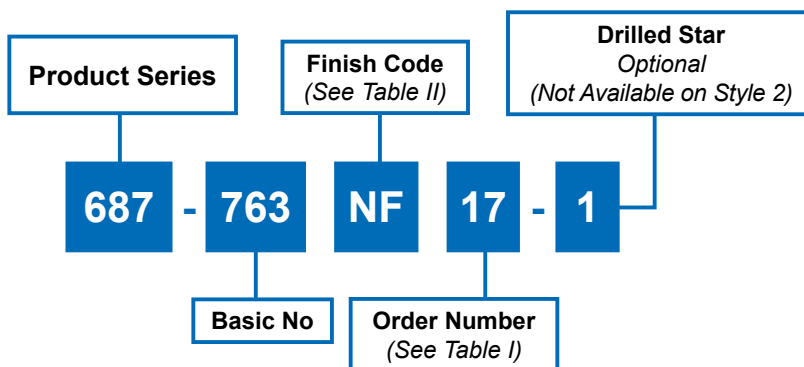 Product Series
Finish Code
(See Table II)
Drilled Star
Optional
(Not Available on Style 2)
687 - 763 NF 17 - 1
Basic No
Order Number
(See Table I)